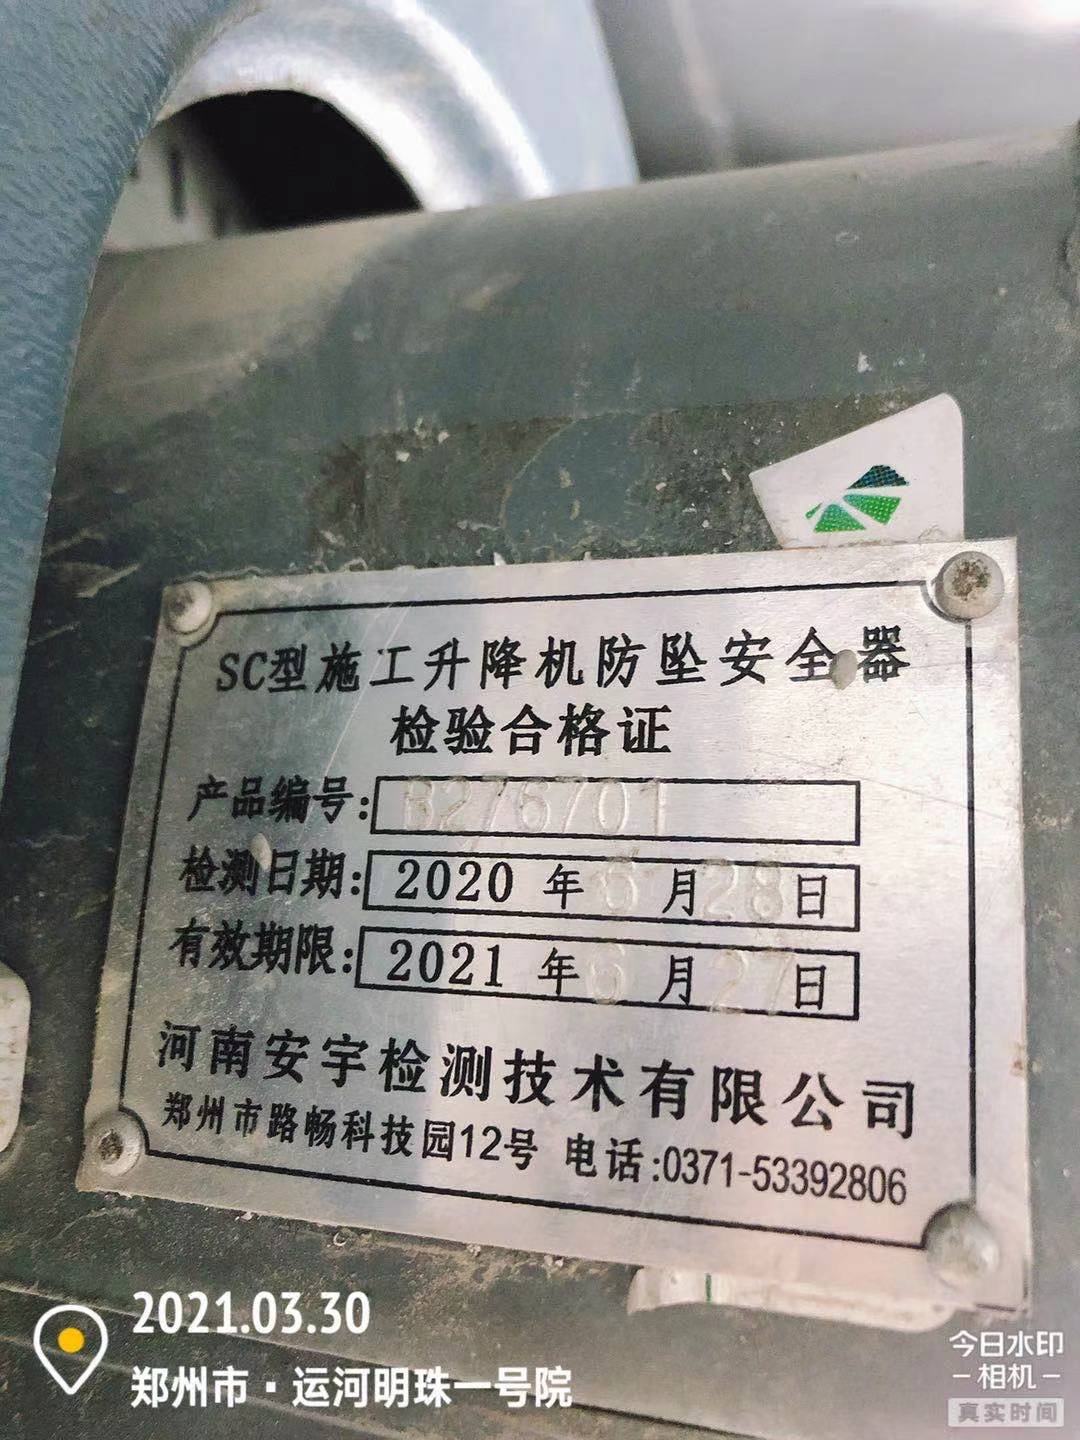 SC型施工升降机防坠安全器
检验合格证
产品编号: B276701
检测日期: 2020 年 6 月 28 日
有效期限: 2021 年 6 月 27 日
河南安宇检测技术有限公司
郑州市路畅科技园12号 电话:0371-53392806
2021.03.30
郑州市·运河明珠一号院
今日水印
相机
真实时间